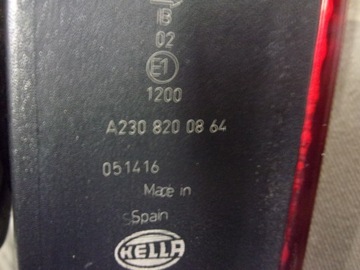 IB
02
E1
1200
A230 820 08 64
051416
Made in
Spain
HELLA